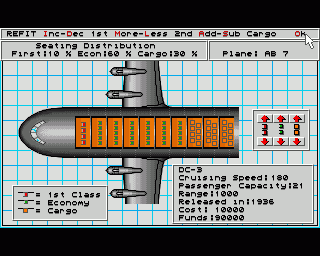 REFIT Inc-Dec 1st More-Less 2nd Add-Sub Cargo Ok
Seating Distribution
First:10 % Econ:60 % Cargo:30 %
Plane: AB 7
= 1st Class
= Economy
= Cargo
DC-3
Cruising Speed:180
Passenger Capacity:21
Range:1000
Released in:1936
Cost: 10000
Funds:90000